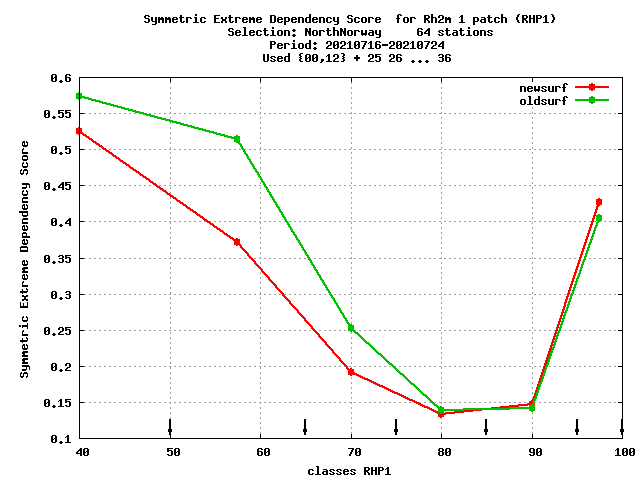 Symmetric Extreme Dependency Score  for Rh2m 1 patch (RHP1)
Selection: NorthNorway     64 stations
Period: 20210716-20210724
Used {00,12} + 25 26 ... 36
newsurf
oldsurf
Symmetric Extreme Dependency Score
0.6
0.55
0.5
0.45
0.4
0.35
0.3
0.25
0.2
0.15
0.1
40 50 60 70 80 90 100
classes RHP1